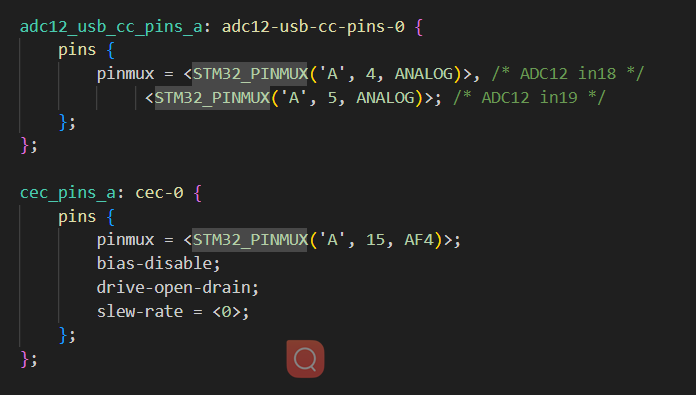 adc12_usb_cc_pins_a: adc12-usb-cc-pins-0 {
pins {
pinmux = <STM32_PINMUX('A', 4, ANALOG)>, /* ADC12 in18 */
<STM32_PINMUX('A', 5, ANALOG)>; /* ADC12 in19 */
};
};
cec_pins_a: cec-0 {
pins {
pinmux = <STM32_PINMUX('A', 15, AF4)>;
bias-disable;
drive-open-drain;
slew-rate = <0>;
};
};